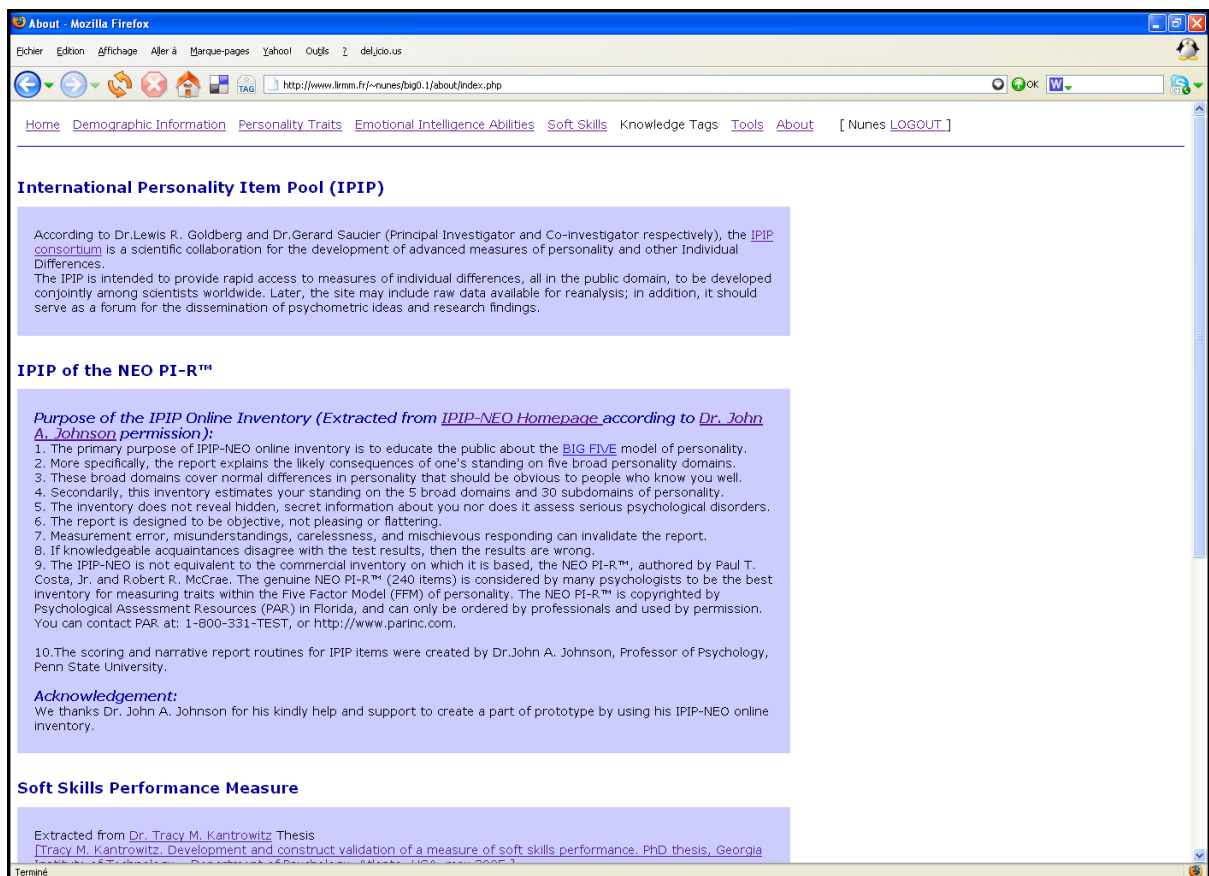 About - Mozilla Firefox
Fichier Edition Affichage Aller à Marque-pages Yahoo! Outils ? del.icio.us
TAG http://www.lirmm.fr/~nunes/big0.1/about/index.php OK W
Home Demographic Information Personality Traits Emotional Intelligence Abilities Soft Skills Knowledge Tags Tools About [ Nunes LOGOUT ]
International Personality Item Pool (IPIP)
According to Dr.Lewis R. Goldberg and Dr.Gerard Saucier (Principal Investigator and Co-investigator respectively), the IPIP
consortium is a scientific collaboration for the development of advanced measures of personality and other Individual
Differences.
The IPIP is intended to provide rapid access to measures of individual differences, all in the public domain, to be developed
conjointly among scientists worldwide. Later, the site may include raw data available for reanalysis; in addition, it should
serve as a forum for the dissemination of psychometric ideas and research findings.
IPIP of the NEO PI-R™
Purpose of the IPIP Online Inventory (Extracted from IPIP-NEO Homepage according to Dr. John
A. Johnson permission):
1. The primary purpose of IPIP-NEO online inventory is to educate the public about the BIG FIVE model of personality.
2. More specifically, the report explains the likely consequences of one's standing on five broad personality domains.
3. These broad domains cover normal differences in personality that should be obvious to people who know you well.
4. Secondarily, this inventory estimates your standing on the 5 broad domains and 30 subdomains of personality.
5. The inventory does not reveal hidden, secret information about you nor does it assess serious psychological disorders.
6. The report is designed to be objective, not pleasing or flattering.
7. Measurement error, misunderstandings, carelessness, and mischievous responding can invalidate the report.
8. If knowledgeable acquaintances disagree with the test results, then the results are wrong.
9. The IPIP-NEO is not equivalent to the commercial inventory on which it is based, the NEO PI-R™, authored by Paul T.
Costa, Jr. and Robert R. McCrae. The genuine NEO PI-R™ (240 items) is considered by many psychologists to be the best
inventory for measuring traits within the Five Factor Model (FFM) of personality. The NEO PI-R™ is copyrighted by
Psychological Assessment Resources (PAR) in Florida, and can only be ordered by professionals and used by permission.
You can contact PAR at: 1-800-331-TEST, or http://www.parinc.com.
10.The scoring and narrative report routines for IPIP items were created by Dr.John A. Johnson, Professor of Psychology,
Penn State University.
Acknowledgement:
We thanks Dr. John A. Johnson for his kindly help and support to create a part of prototype by using his IPIP-NEO online
inventory.
Soft Skills Performance Measure
Extracted from Dr. Tracy M. Kantrowitz Thesis
[Tracy M. Kantrowitz. Development and construct validation of a measure of soft skills performance. PhD thesis, Georgia
Institute of Technology - Department of Psychology, Atlanta, USA, may 2005.]
Terminé